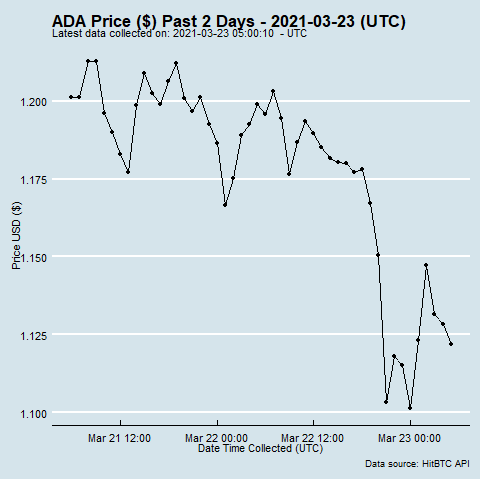 ADA Price ($) Past 2 Days - 2021-03-23 (UTC)
Latest data collected on: 2021-03-23 05:00:10 - UTC
1.200
1.175
1.150
1.125
1.100
Price USD ($)
Mar 21 12:00 Mar 22 00:00 Mar 22 12:00 Mar 23 00:00
Date Time Collected (UTC)
Data source: HitBTC API